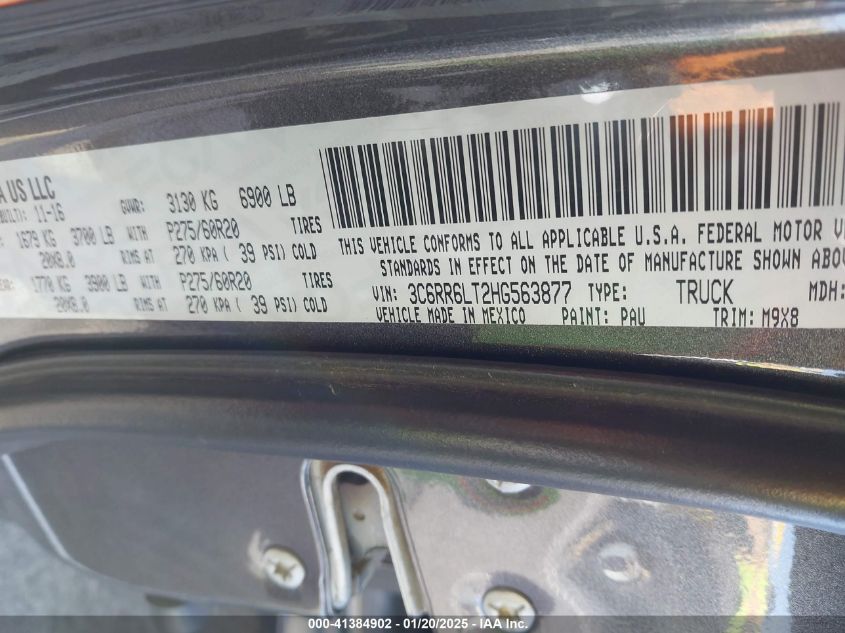 A US LLC
11-16 GVWR: 3130 KG 6900 LB
1679 KG 3700 LB WITH P275/60R20 TIRES
20X8.0 RIMS AT 270 KPA ( 39 PSI) COLD
1770 KG 3900 LB WITH P275/60R20 TIRES
20X8.0 RIMS AT 270 KPA ( 39 PSI) COLD
THIS VEHICLE CONFORMS TO ALL APPLICABLE U.S.A. FEDERAL MOTOR
STANDARDS IN EFFECT ON THE DATE OF MANUFACTURE SHOWN ABO
VIN: 3C6RR6LT2HG563877 TYPE: TRUCK MDH:
VEHICLE MADE IN MEXICO PAINT: PAU TRIM: M9X8
000-41384902 - 01/20/2025 - IAA Inc.